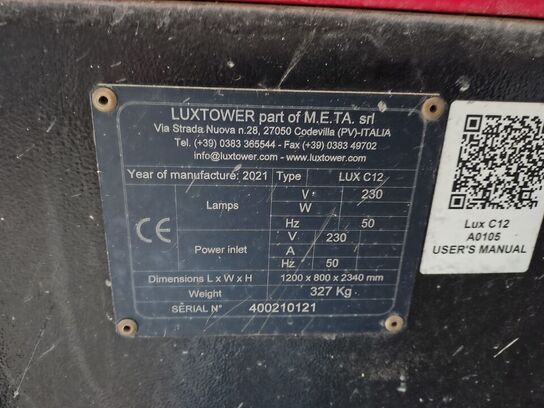 LUXTOWER part of M.E.TA. srl
Via Strada Nuova n.28, 27050 Codevilla (PV)-ITALIA
Tel. (+39) 0383 365544 - Fax (+39) 0383 49702
info@luxtower.com - www.luxtower.com
Year of manufacture: 2021 Type LUX C12
CE
Lamps
V 230
W
Hz 50
Power inlet
V 230
A
Hz 50
Dimensions L x W x H 1200 x 800 x 2340 mm
Weight 327 Kg
SERIAL N° 400210121
Lux C12
A0105
USER'S MANUAL